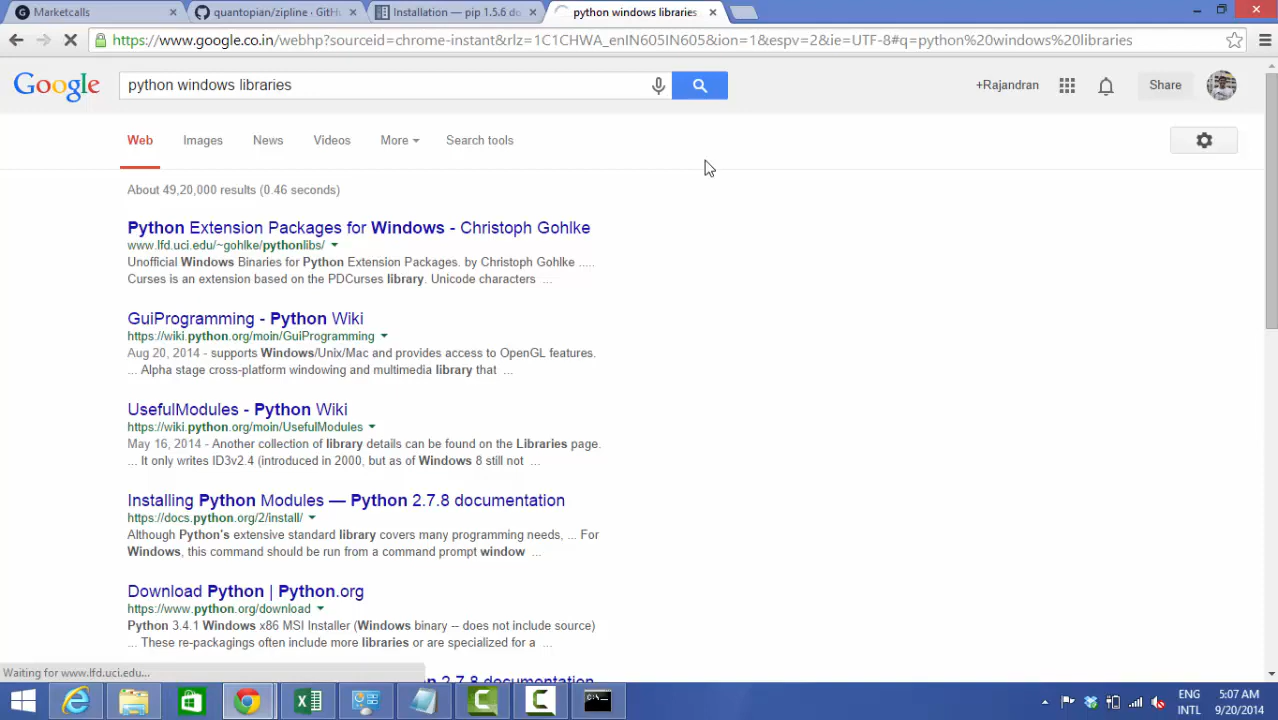 Marketcalls
quantopian/zipline · GitHu
Installation — pip 1.5.6 do
python windows libraries
https://www.google.co.in/webhp?sourceid=chrome-instant&rlz=1C1CHWA_enIN605IN605&ion=1&espv=2&ie=UTF-8#q=python%20windows%20libraries
Google
python windows libraries
+Rajandran
Share
Web
Images
News
Videos
More
Search tools
About 49,20,000 results (0.46 seconds)
Python Extension Packages for Windows - Christoph Gohlke
www.lfd.uci.edu/~gohlke/pythonlibs/
Unofficial Windows Binaries for Python Extension Packages. by Christoph Gohlke .....
Curses is an extension based on the PDCurses library. Unicode characters ...
GuiProgramming - Python Wiki
https://wiki.python.org/moin/GuiProgramming
Aug 20, 2014 - supports Windows/Unix/Mac and provides access to OpenGL features.
... Alpha stage cross-platform windowing and multimedia library that ...
UsefulModules - Python Wiki
https://wiki.python.org/moin/UsefulModules
May 16, 2014 - Another collection of library details can be found on the Libraries page.
... It only writes ID3v2.4 (introduced in 2000, but as of Windows 8 still not ...
Installing Python Modules — Python 2.7.8 documentation
https://docs.python.org/2/install/
Although Python's extensive standard library covers many programming needs, ... For
Windows, this command should be run from a command prompt window ...
Download Python | Python.org
https://www.python.org/download
Python 3.4.1 Windows x86 MSI Installer (Windows binary -- does not include source)
... These re-packagings often include more libraries or are specialized for a ...
2.7.8 documentation
Waiting for www.lfd.uci.edu...
ENG
INTL
5:07 AM
9/20/2014